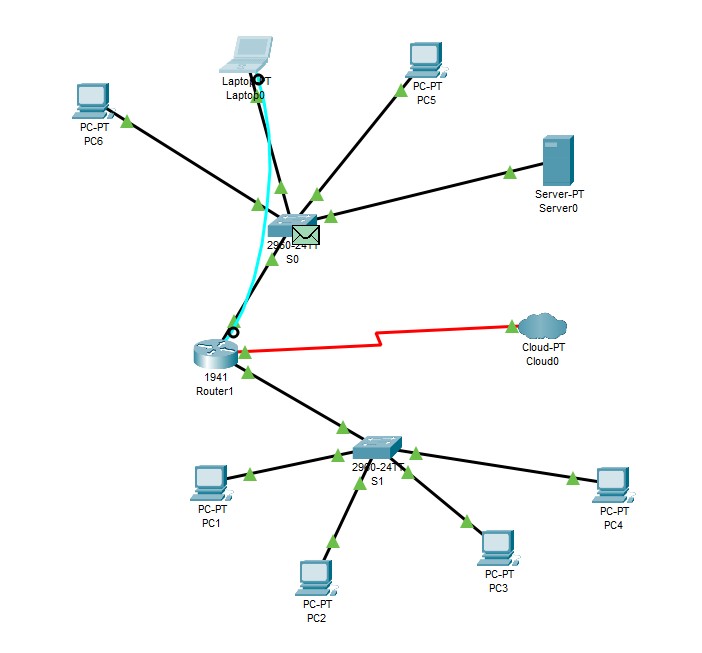 Laptop-PT
Laptop0
PC-PT
PC5
PC-PT
PC6
Server-PT
Server0
2960-24TT
S0
Cloud-PT
Cloud0
1941
Router1
2960-24TT
S1
PC-PT
PC1
PC-PT
PC4
PC-PT
PC3
PC-PT
PC2